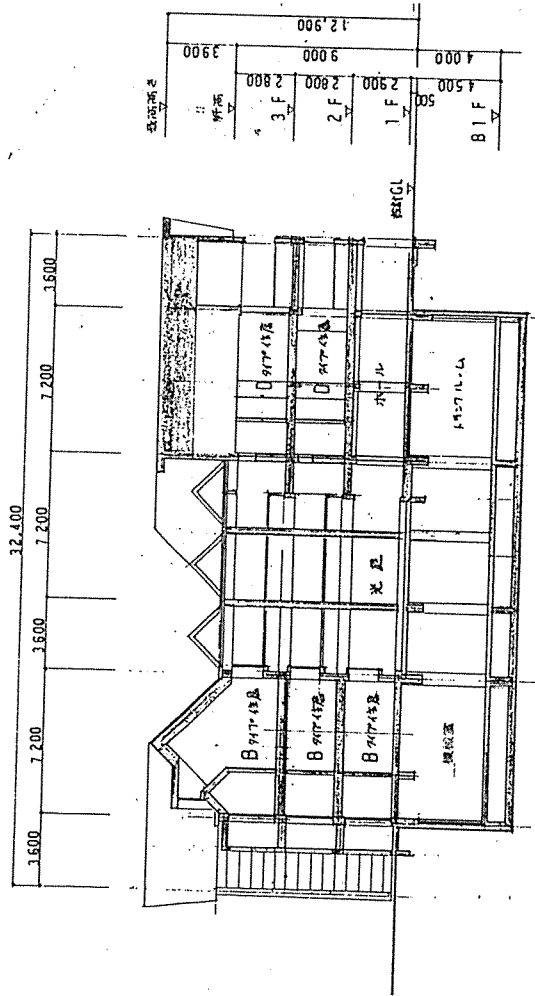 32,400
3,600
7,200
3,600
7,200
7,200
3,600
最高高さ
軒高
3F
2F
1F
設計GL
B1F
12,900
3,900
9,000
4,000
2,800
2,800
2,900
500
4,500
Bタイプ住居
Bタイプ住居
Bタイプ住居
機械室
光庭
ロタイプ住居
ロタイプ住居
ホール
トランクルーム